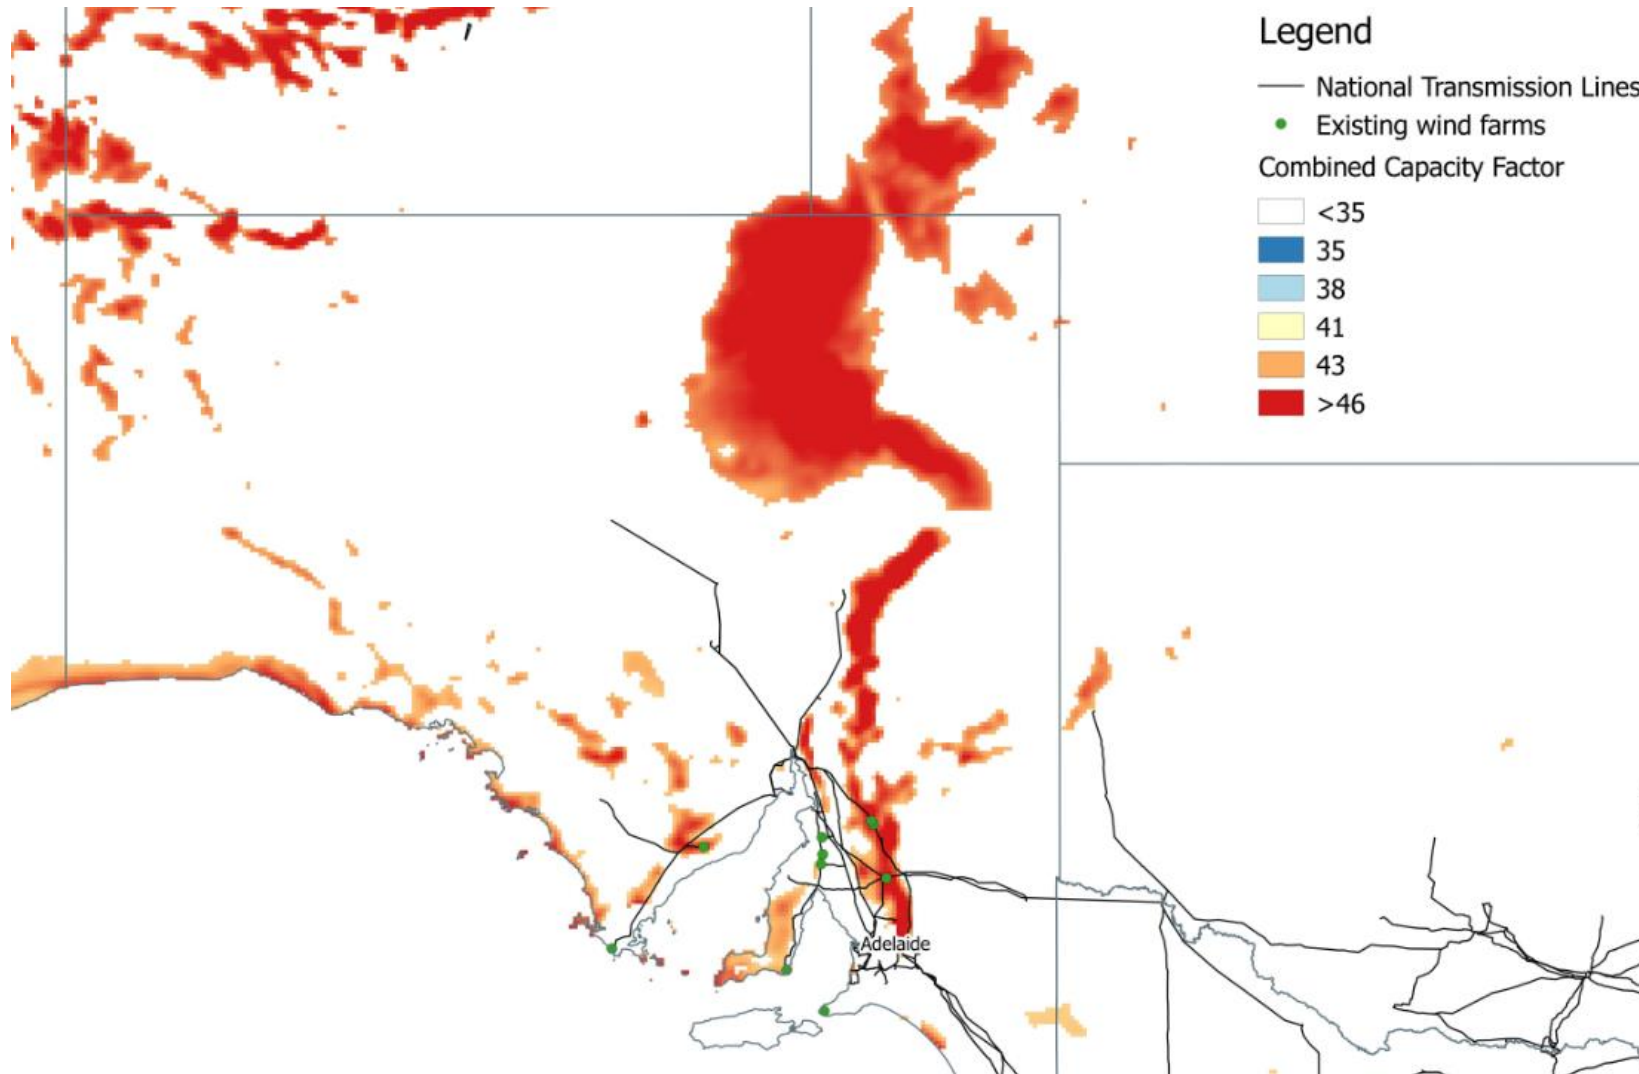 Legend
National Transmission Lines
Existing wind farms
Combined Capacity Factor
<35
35
38
41
43
>46
Adelaide